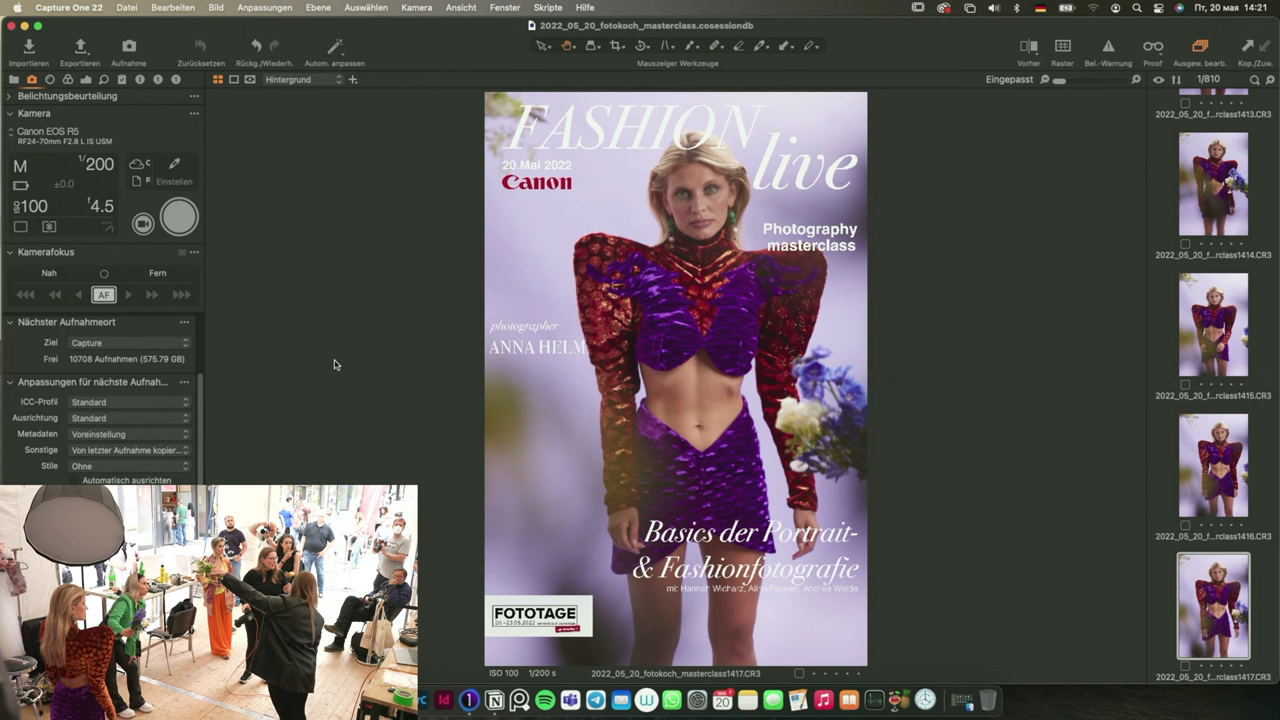 Capture One 22 Datei Bearbeiten Bild Anpassungen Ebene Auswählen Kamera Ansicht Fenster Skripte Hilfe
Пт, 20 мая 14:21
2022_05_20_fotokoch_masterclass.cosessiondb
Importieren Exportieren Aufnahme Zurücksetzen Rückg./Wiederh. Autom. anpassen Mauszeiger Werkzeuge Vorher Raster Bel.-Warnung Proof Ausgew. bearb. Kop./Zuw.
Hintergrund Eingepasst 1/810
Belichtungsbeurteilung
Kamera
Canon EOS R5
RF24-70mm F2.8 L IS USM
M 1/200
±0.0
Einstellen
ISO 100 f4.5
Kamerafokus
Nah Fern
AF
Nächster Aufnahmeort
Ziel Capture
Frei 10708 Aufnahmen (575.79 GB)
Anpassungen für nächste Aufnah...
ICC-Profil Standard
Ausrichtung Standard
Metadaten Voreinstellung
Sonstige Von letzter Aufnahme kopier...
Stile Ohne
Automatisch ausrichten
FASHION
live
20.Mai 2022
Canon
Photography
masterclass
photographer
ANNA HELM
Basics der Portrait-
& Fashionfotografie
FOTOTAGE
ISO 100 1/200 s 2022_05_20_fotokoch_masterclass1417.CR3
2022_05_20_f...rclass1413.CR3
2022_05_20_f...rclass1414.CR3
2022_05_20_f...rclass1415.CR3
2022_05_20_f...rclass1416.CR3
2022_05_20_f...rclass1417.CR3